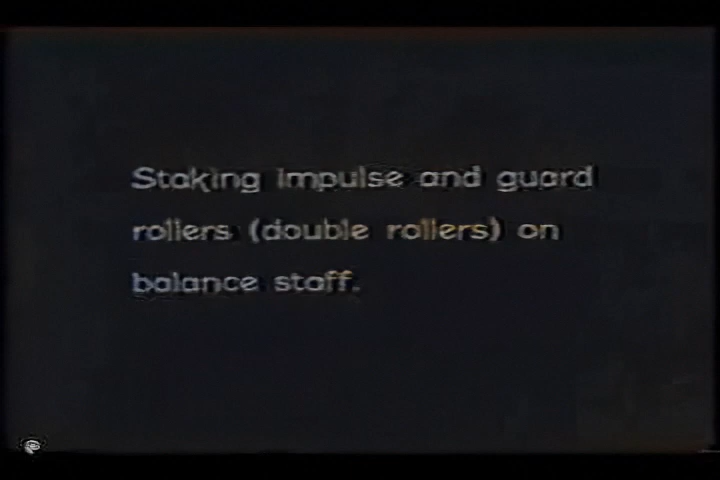 Staking impulse and guard
rollers (double rollers) on
balance staff.